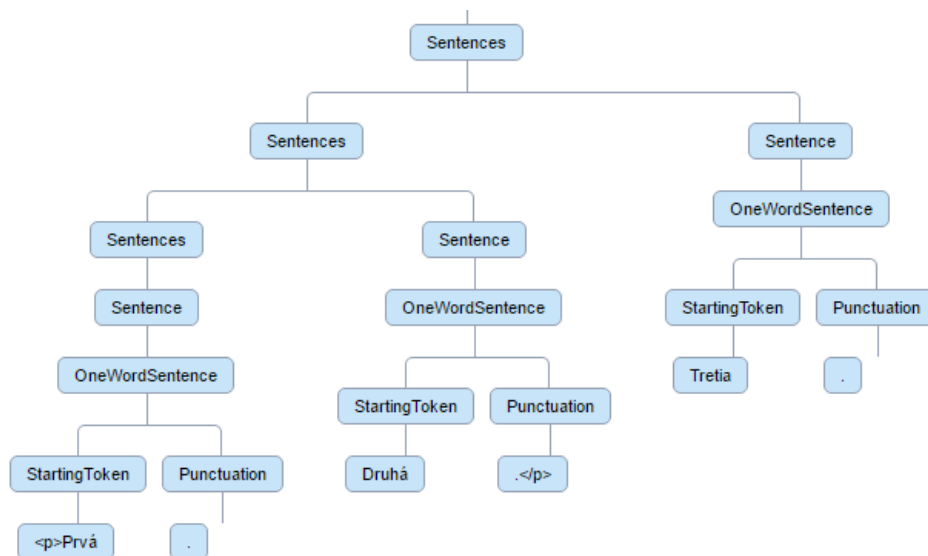 Sentences
Sentences
Sentence
OneWordSentence
Sentences
Sentence
Sentence
OneWordSentence
StartingToken
Punctuation
OneWordSentence
Tretia
.
StartingToken
Punctuation
StartingToken
Punctuation
Druhá
.</p>
<p>Prvá
.